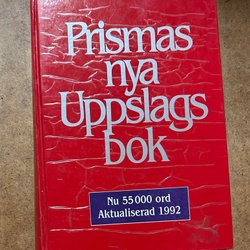 Prismas
nya
Uppslags
bok
Nu 55 000 ord
Aktualiserad 1992